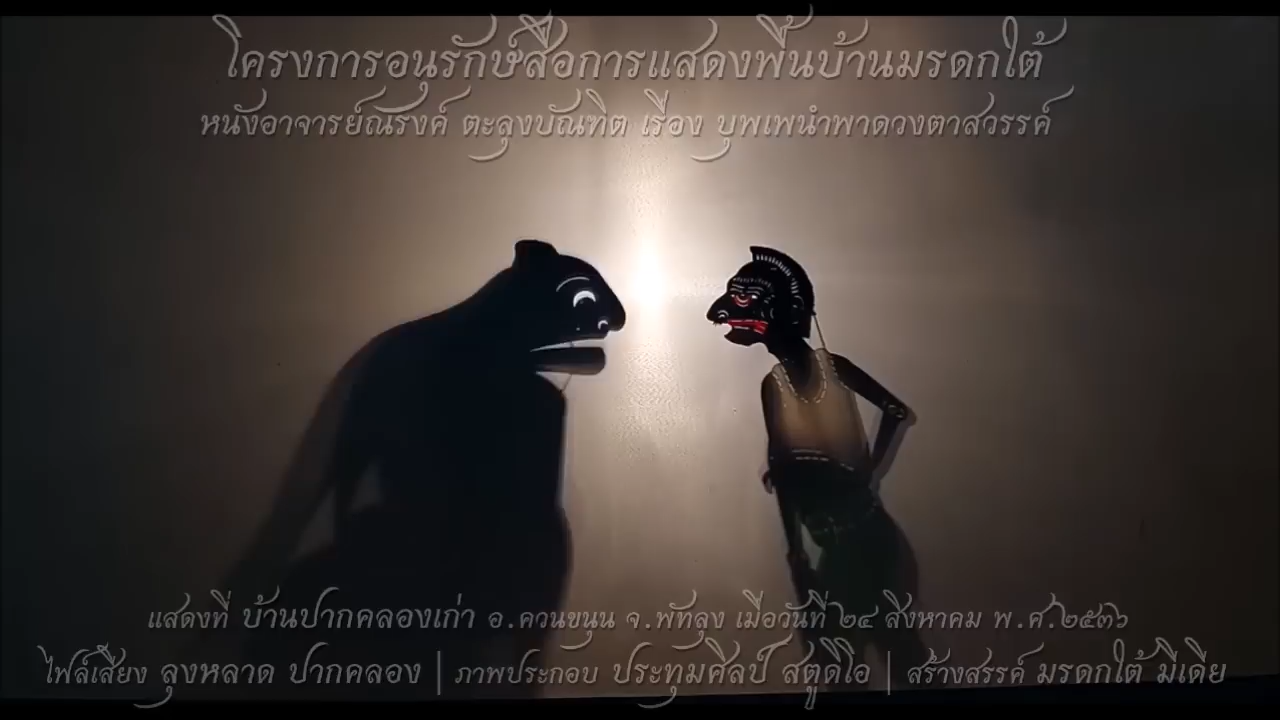 โครงการอนุรักษ์สื่อการแสดงพื้นบ้านมรดกใต้
หนังอาจารย์ณรงค์ ตะลุงบัณฑิต เรื่อง บุพเพนำพาดวงตาสวรรค์
แสดงที่ บ้านปากคลองเก่า อ.ควนขนุน จ.พัทลุง เมื่อวันที่ ๒๔ สิงหาคม พ.ศ.๒๕๓๖
ไฟล์เสียง ลุงหลาด ปากคลอง | ภาพประกอบ ประทุมศิลป์ สตูดิโอ | สร้างสรรค์ มรดกใต้ มีเดีย